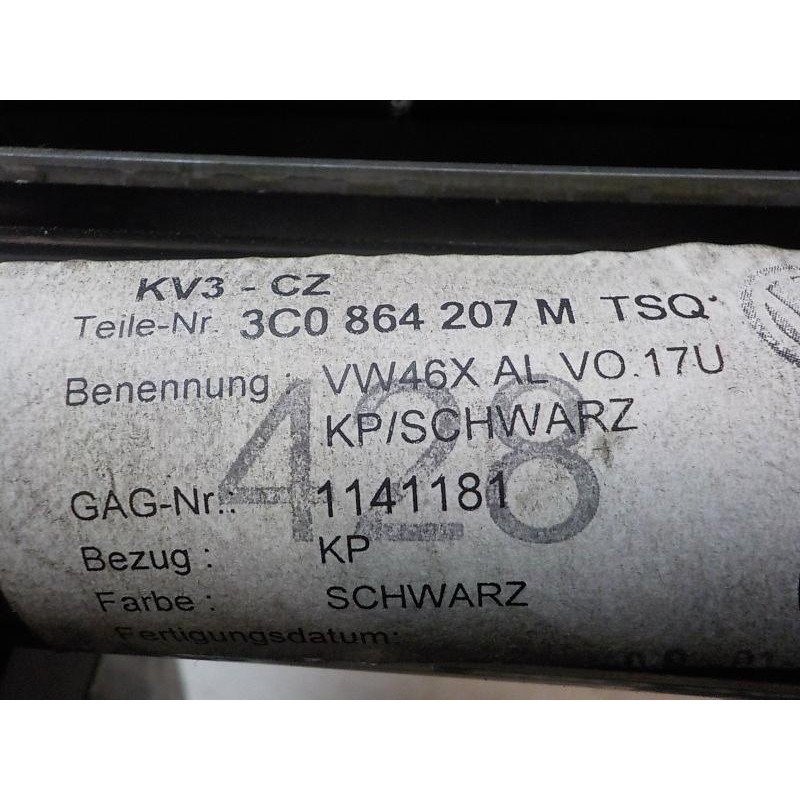 KV3 - CZ
Teile-Nr. 3C0 864 207 M TSQ
Benennung : VW46X AL VO.17U
KP/SCHWARZ
428
GAG-Nr.: 1141181
Bezug : KP
Farbe : SCHWARZ
Fertigungsdatum: